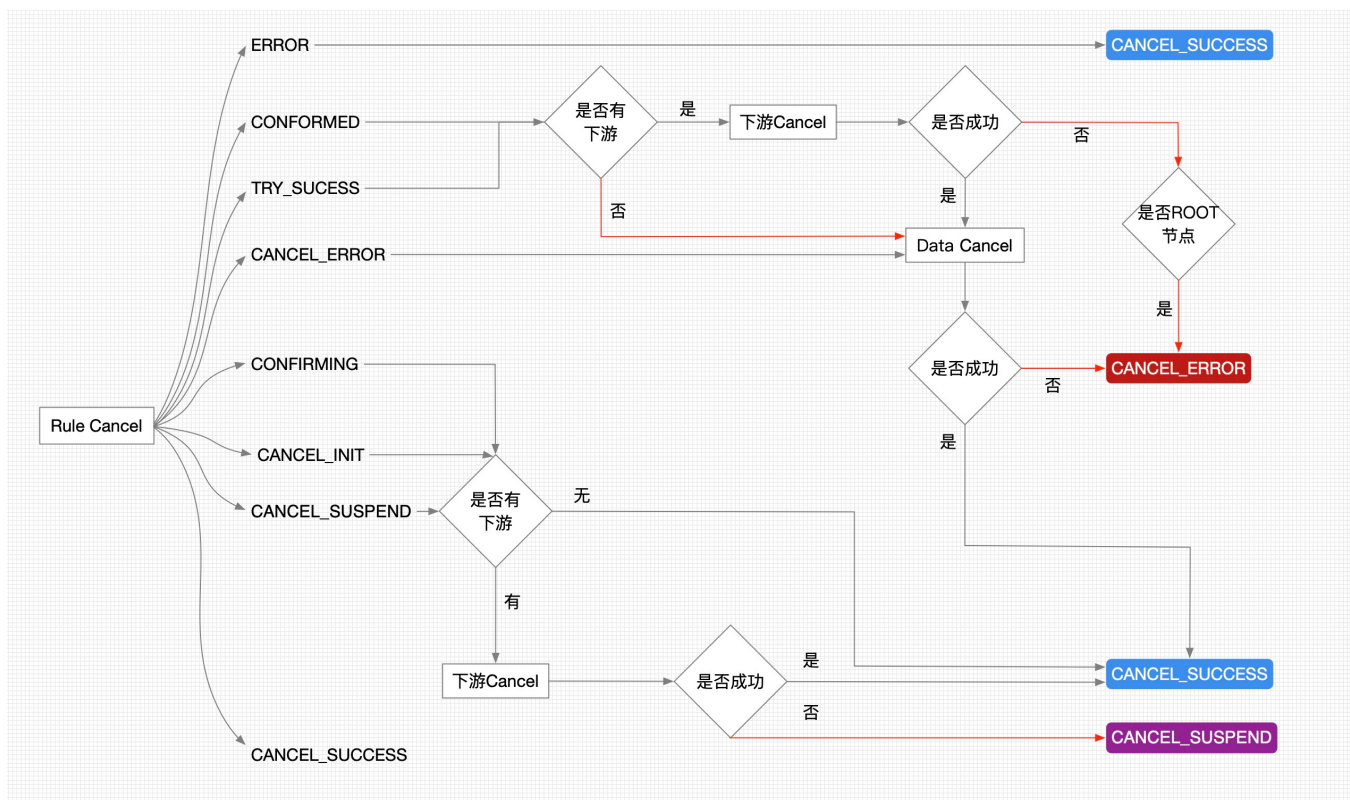 ERROR
CANCEL_SUCCESS
CONFORMED
是否有
下游
是
下游Cancel
是否成功
否
TRY_SUCESS
否
是
是否ROOT
节点
CANCEL_ERROR
Data Cancel
是
CONFIRMING
是否成功
否
CANCEL_ERROR
Rule Cancel
是
CANCEL_INIT
CANCEL_SUSPEND
是否有
下游
无
有
下游Cancel
是否成功
是
CANCEL_SUCCESS
否
CANCEL_SUSPEND
CANCEL_SUCCESS